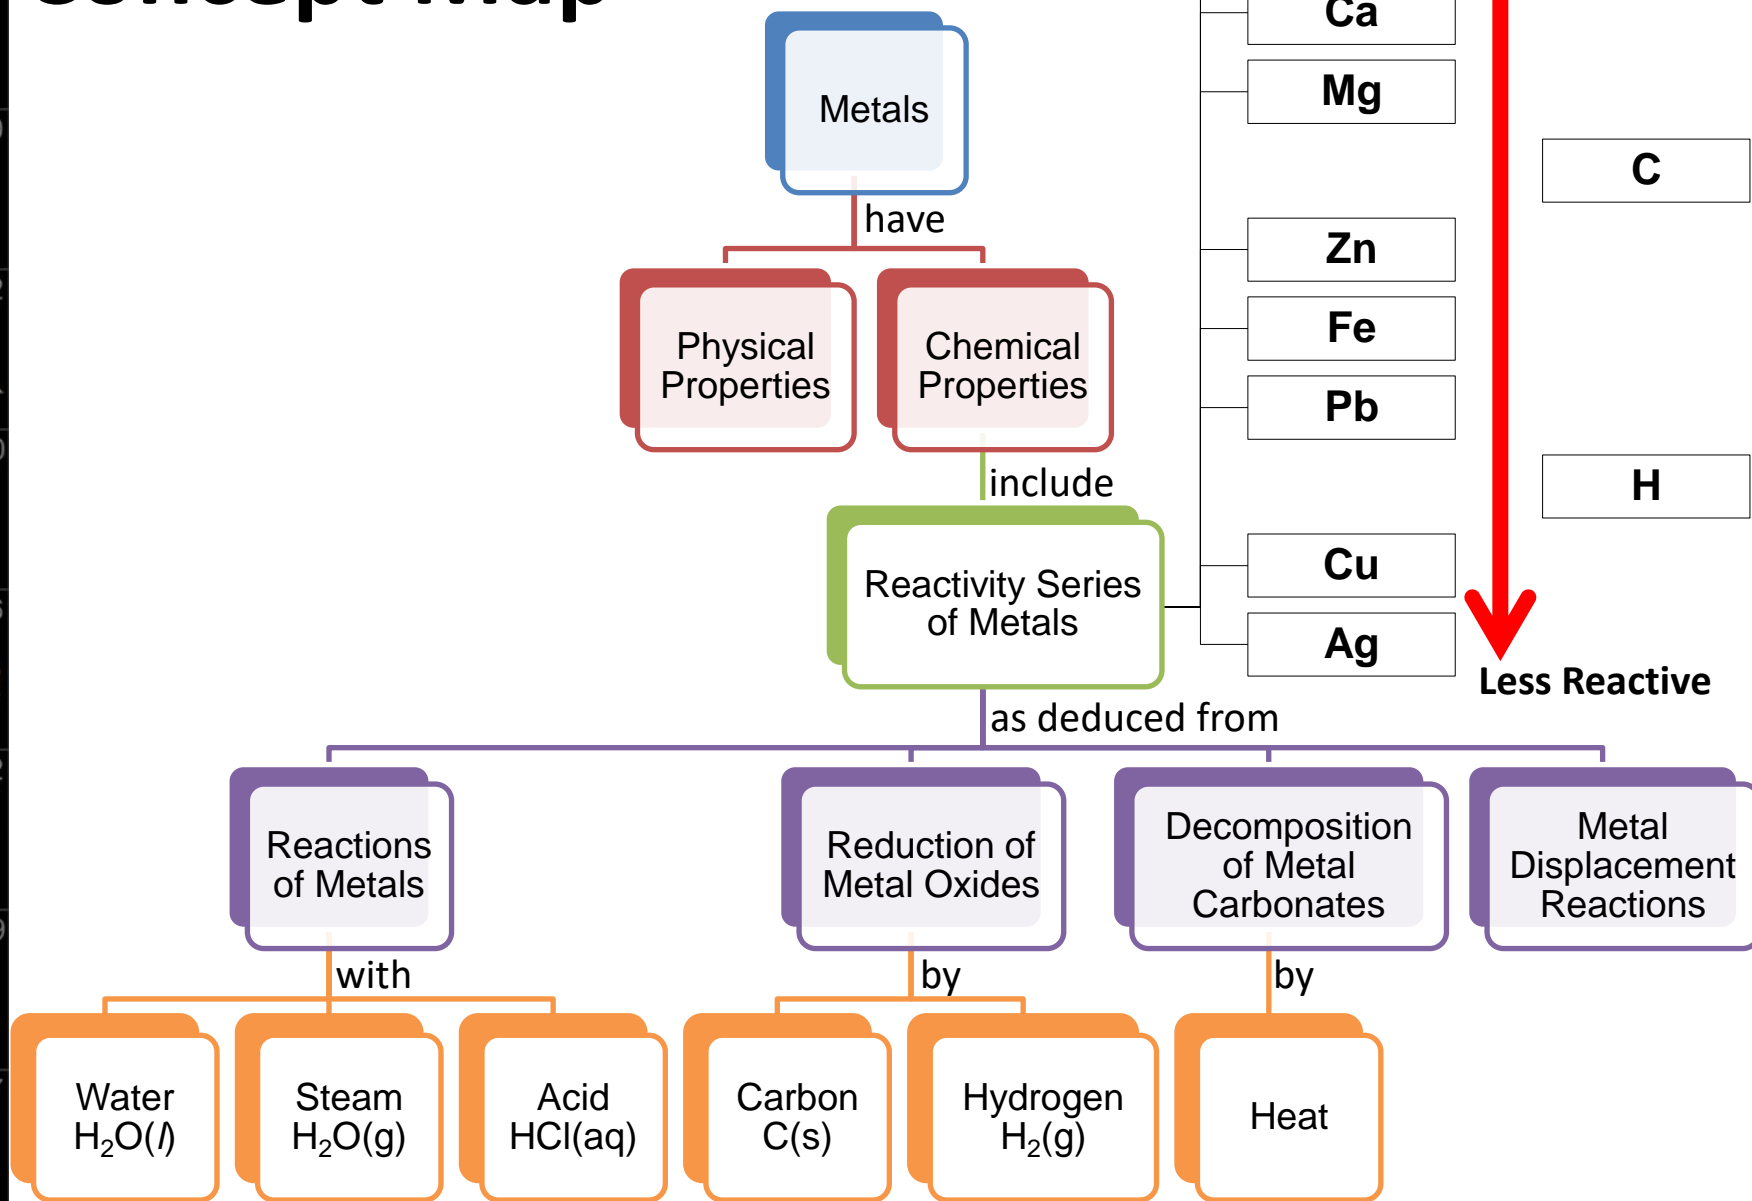 Concept Map
Metals
have
Physical
Properties
Chemical
Properties
include
Reactivity Series
of Metals
Ca
Mg
C
Zn
Fe
Pb
H
Cu
Ag
Less Reactive
as deduced from
Reactions
of Metals
Reduction of
Metal Oxides
Decomposition
of Metal
Carbonates
Metal
Displacement
Reactions
with
by
by
Water
H₂O(l)
Steam
H₂O(g)
Acid
HCl(aq)
Carbon
C(s)
Hydrogen
H₂(g)
Heat